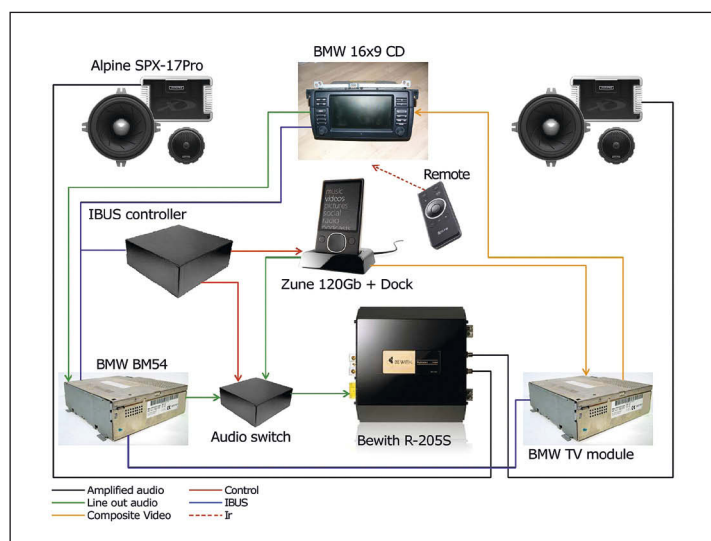 BMW 16x9 CD
Alpine SPX-17Pro
Remote
music
videos
pictures
social
radio
IBUS controller
Zune 120Gb + Dock
BMW BM54
BEWITH
Audio switch
Bewith R-205S
BMW TV module
Amplified audio
Control
Line out audio
IBUS
Composite Video
Ir